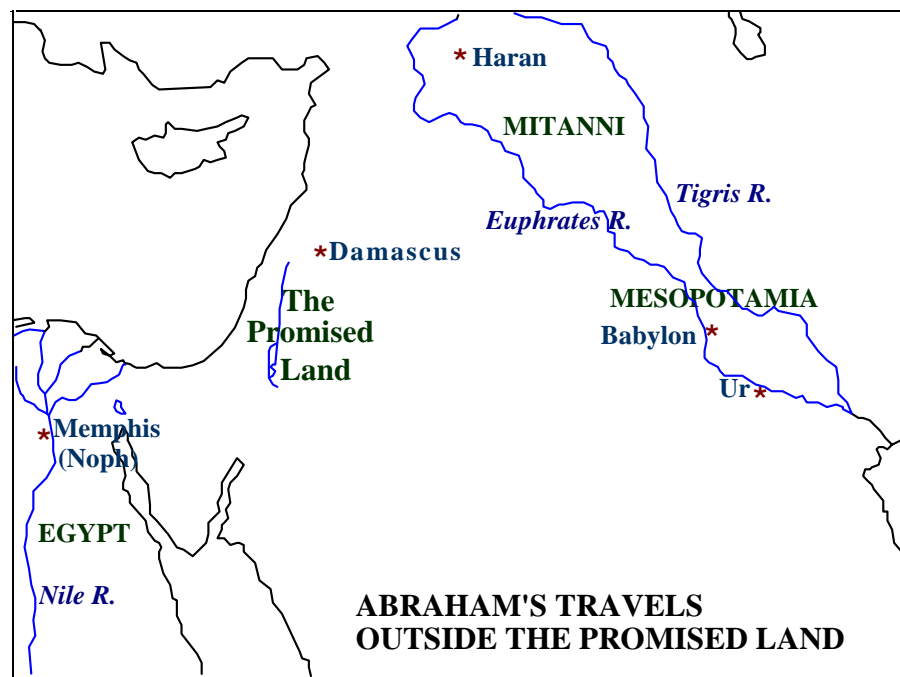 Haran
MITANNI
Tigris R.
Euphrates R.
Damascus
The
Promised
Land
MESOPOTAMIA
Babylon
Ur
Memphis
(Noph)
EGYPT
Nile R.
ABRAHAM'S TRAVELS
OUTSIDE THE PROMISED LAND